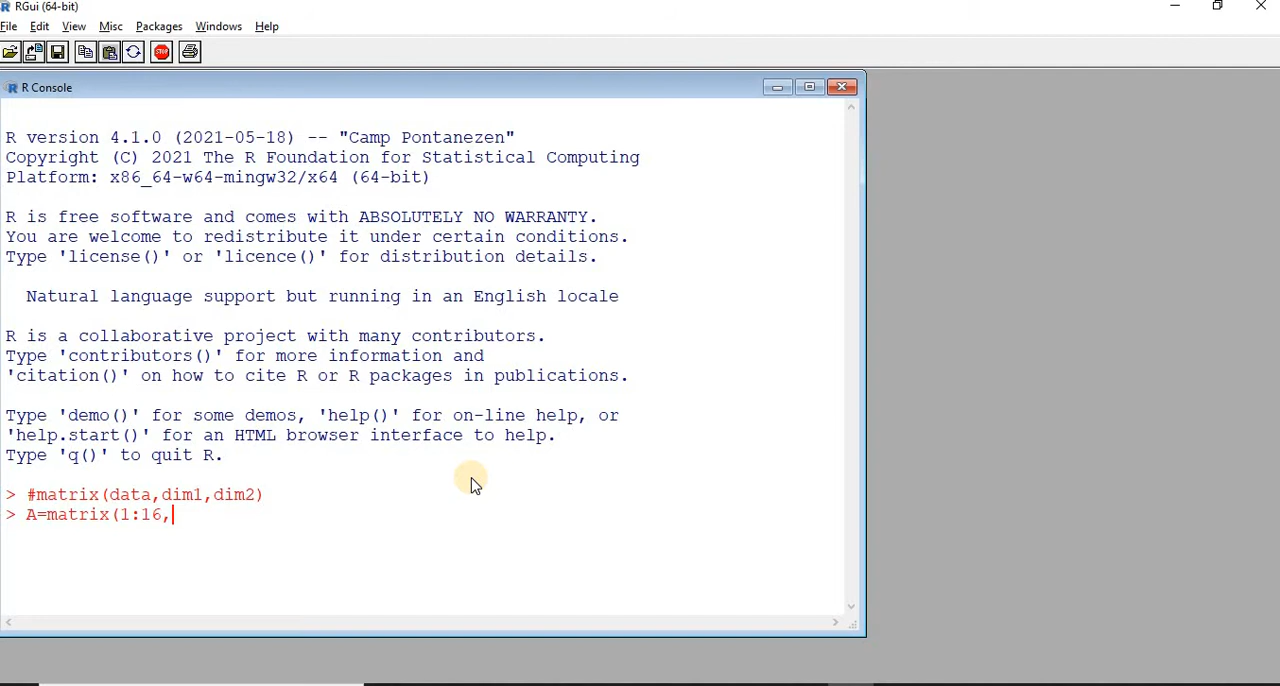 RGui (64-bit)
File Edit View Misc Packages Windows Help
STOP
R Console
R version 4.1.0 (2021-05-18) -- "Camp Pontanezen"
Copyright (C) 2021 The R Foundation for Statistical Computing
Platform: x86_64-w64-mingw32/x64 (64-bit)
R is free software and comes with ABSOLUTELY NO WARRANTY.
You are welcome to redistribute it under certain conditions.
Type 'license()' or 'licence()' for distribution details.
Natural language support but running in an English locale
R is a collaborative project with many contributors.
Type 'contributors()' for more information and
'citation()' on how to cite R or R packages in publications.
Type 'demo()' for some demos, 'help()' for on-line help, or
'help.start()' for an HTML browser interface to help.
Type 'q()' to quit R.
> #matrix(data,dim1,dim2)
> A=matrix(1:16,